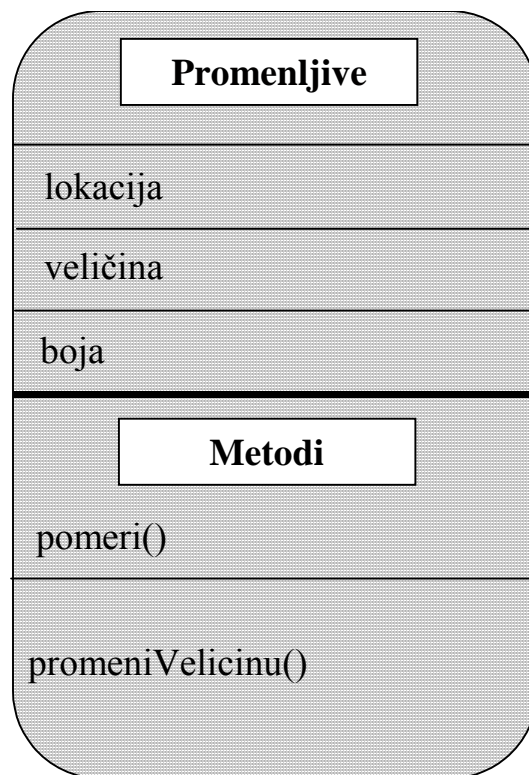 Promenljive
lokacija
veličina
boja
Metodi
pomeri()
promeniVelicinu()